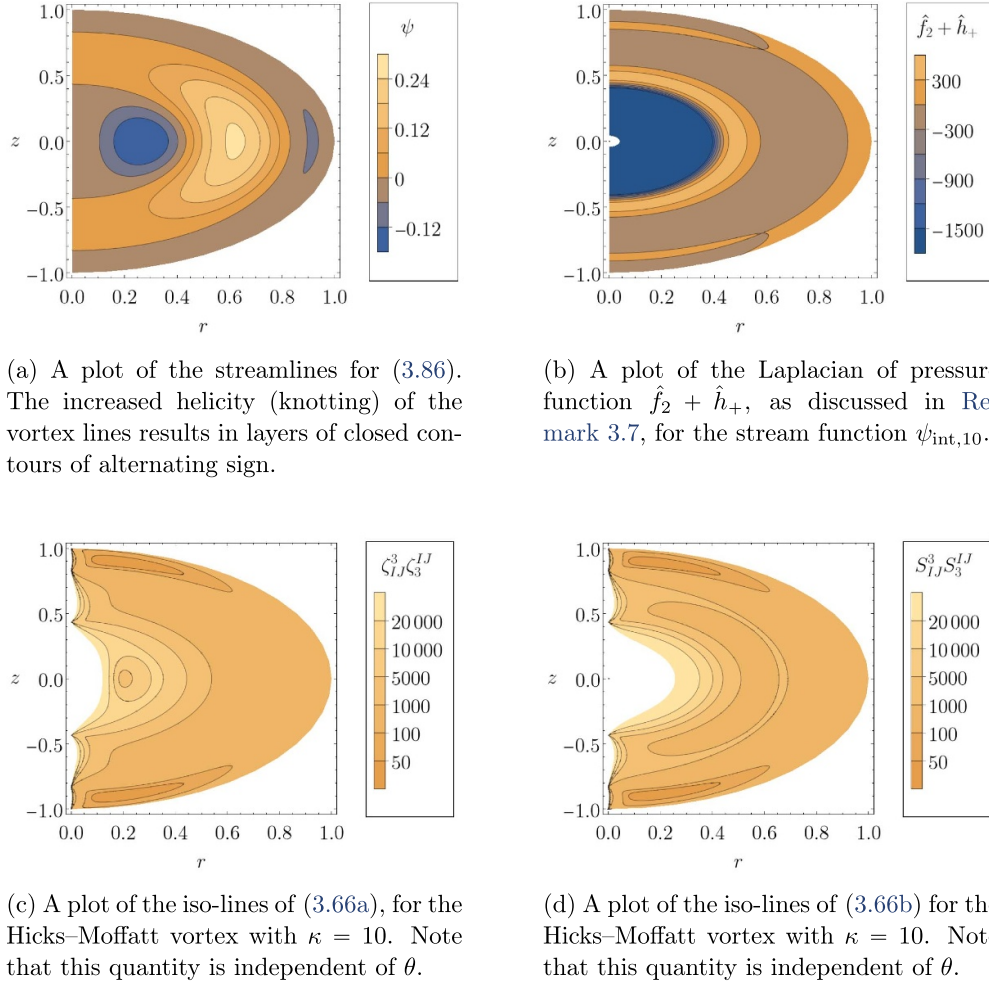 1.0
0.5
0.0
−0.5
−1.0
z
0.0 0.2 0.4 0.6 0.8 1.0
r
ψ
0.24
0.12
0
−0.12
1.0
0.5
0.0
−0.5
−1.0
z
0.0 0.2 0.4 0.6 0.8 1.0
r
f̂₂ + ĥ₊
300
−300
−900
−1500
(a) A plot of the streamlines for (3.86).
The increased helicity (knotting) of the
vortex lines results in layers of closed con-
tours of alternating sign.
(b) A plot of the Laplacian of pressure
function f̂₂ + ĥ₊, as discussed in Re
mark 3.7, for the stream function ψ_int,10.
1.0
0.5
0.0
−0.5
−1.0
z
0.0 0.2 0.4 0.6 0.8 1.0
r
ζ³_IJ ζ₃^IJ
20 000
10 000
5000
1000
100
50
1.0
0.5
0.0
−0.5
−1.0
z
0.0 0.2 0.4 0.6 0.8 1.0
r
S³_IJ S₃^IJ
20 000
10 000
5000
1000
100
50
(c) A plot of the iso-lines of (3.66a), for the
Hicks–Moffatt vortex with κ = 10. Note
that this quantity is independent of θ.
(d) A plot of the iso-lines of (3.66b) for the
Hicks–Moffatt vortex with κ = 10. Not
that this quantity is independent of θ.